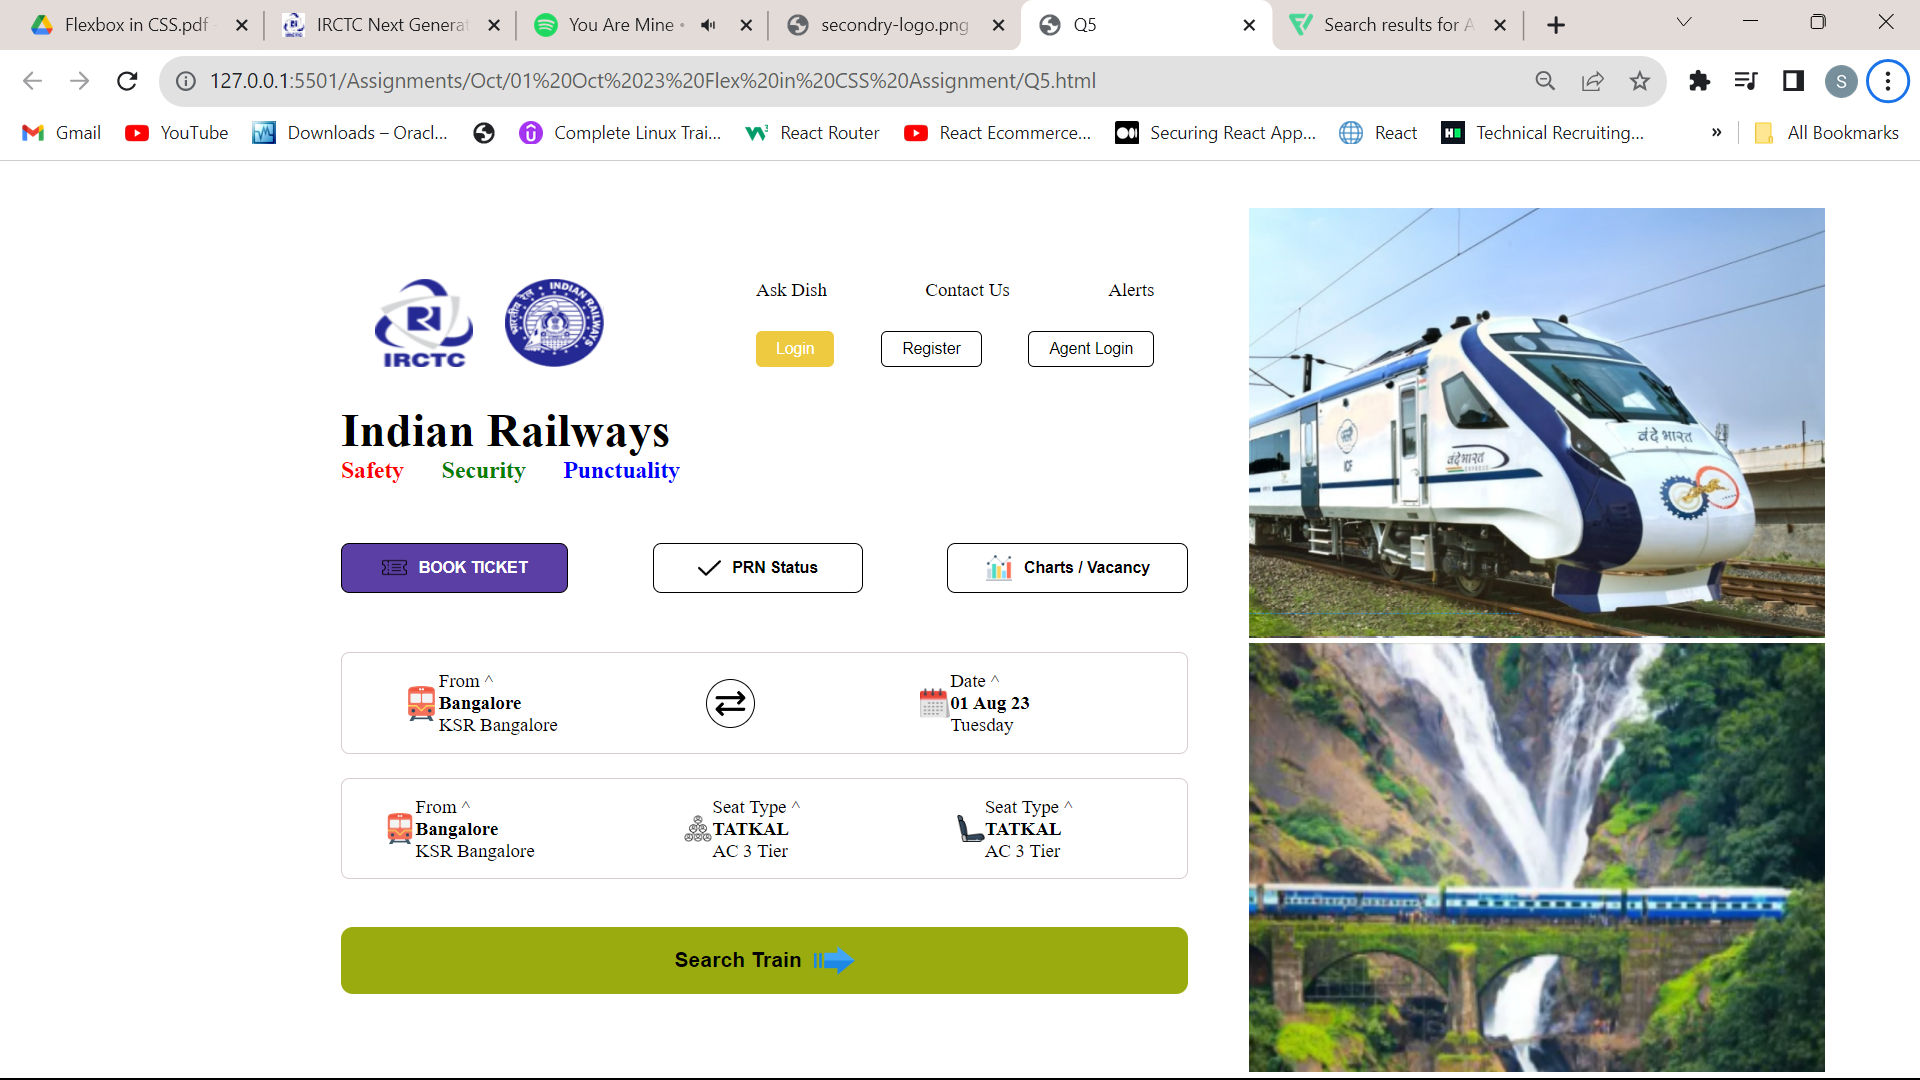 Flexbox in CSS.pdf
IRCTC Next Generat
You Are Mine •
secondry-logo.png
Q5
Search results for A
127.0.0.1:5501/Assignments/Oct/01%20Oct%2023%20Flex%20in%20CSS%20Assignment/Q5.html
S
Gmail
YouTube
Downloads – Oracl...
Complete Linux Trai...
React Router
React Ecommerce...
Securing React App...
React
Technical Recruiting...
»
All Bookmarks
IRCTC
भारतीय रेल INDIAN RAILWAYS
Ask Dish
Contact Us
Alerts
Login
Register
Agent Login
Indian Railways
Safety Security Punctuality
BOOK TICKET
PRN Status
Charts / Vacancy
From ^
Bangalore
KSR Bangalore
Date ^
01 Aug 23
Tuesday
From ^
Bangalore
KSR Bangalore
Seat Type ^
TATKAL
AC 3 Tier
Seat Type ^
TATKAL
AC 3 Tier
Search Train
वंदे भारत
वंदे भारत
ICF